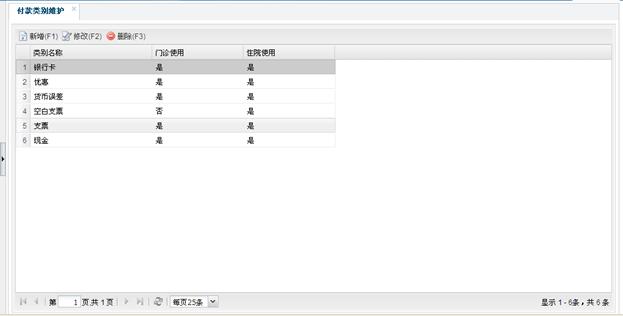 付款类别维护
新增(F1) 修改(F2) 删除(F3)
类别名称 门诊使用 住院使用
1 银行卡 是 是
2 优惠 是 是
3 货币误差 是 是
4 空白支票 否 是
5 支票 是 是
6 现金 是 是
第 1 页,共 1 页 每页25条 显示 1 - 6条，共 6 条